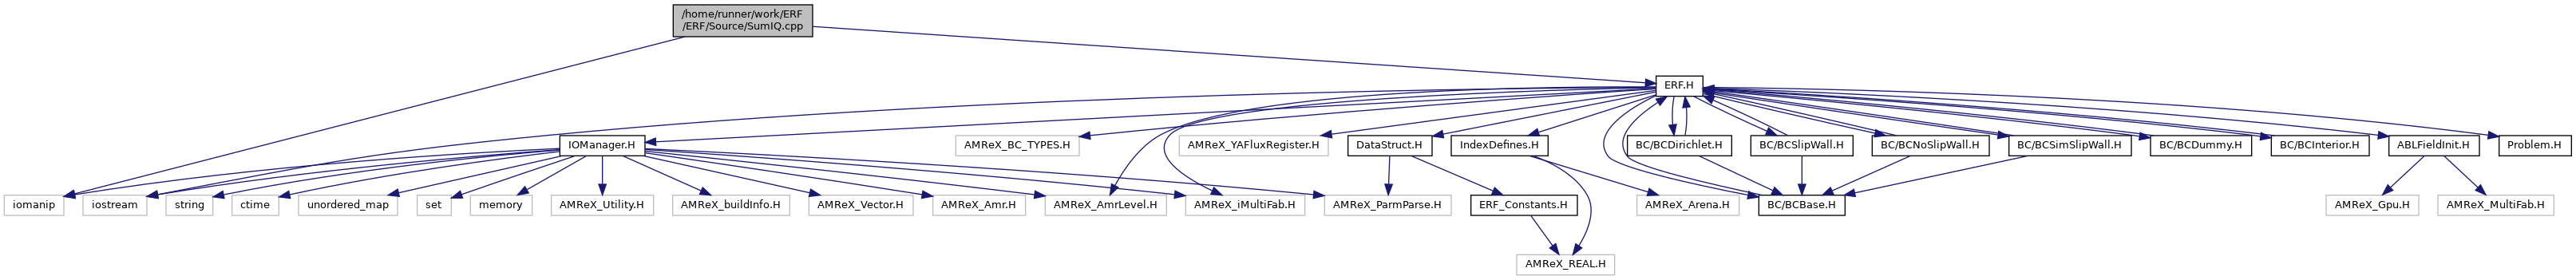 /home/runner/work/ERF
/ERF/Source/SumIQ.cpp
ERF.H
IOManager.H
AMReX_BC_TYPES.H
AMReX_YAFluxRegister.H
DataStruct.H
IndexDefines.H
BC/BCDirichlet.H
BC/BCSlipWall.H
BC/BCNoSlipWall.H
BC/BCSimSlipWall.H
BC/BCDummy.H
BC/BCInterior.H
ABLFieldInit.H
Problem.H
iomanip
iostream
string
ctime
unordered_map
set
memory
AMReX_Utility.H
AMReX_buildInfo.H
AMReX_Vector.H
AMReX_Amr.H
AMReX_AmrLevel.H
AMReX_iMultiFab.H
AMReX_ParmParse.H
ERF_Constants.H
AMReX_Arena.H
BC/BCBase.H
AMReX_Gpu.H
AMReX_MultiFab.H
AMReX_REAL.H